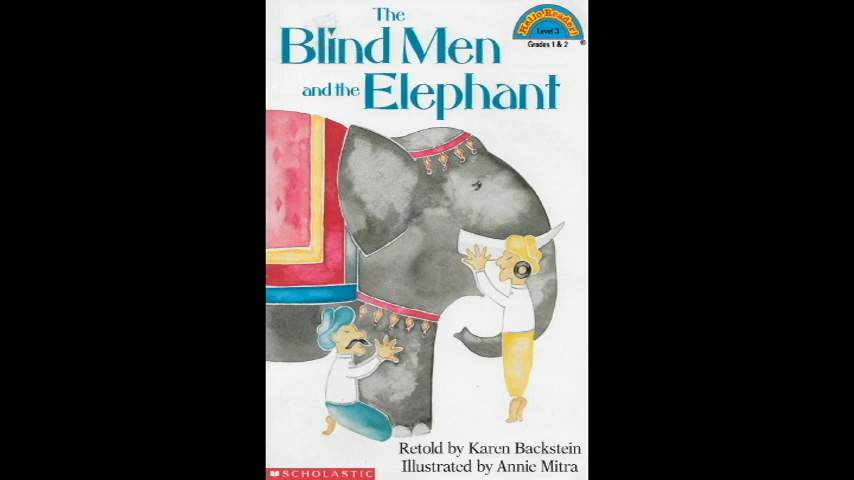 The
Blind Men
and the Elephant
Hello Reader!
Level 3
Grades 1 & 2
®
Retold by Karen Backstein
Illustrated by Annie Mitra
SCHOLASTIC